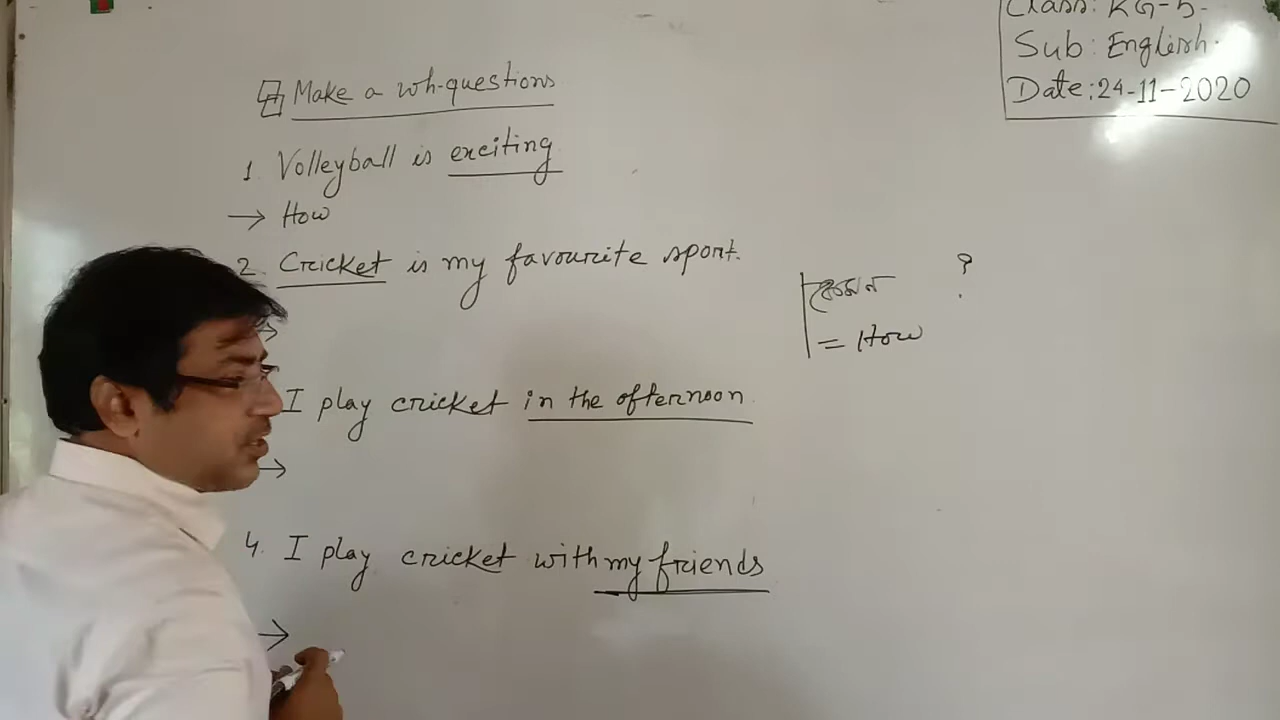 Class: KG-5-
Sub: English.
Date: 24-11-2020
Make a wh-questions
1. Volleyball is exciting
→ How
2. Cricket is my favourite sport.
→
I play cricket in the afternoon
→
4. I play cricket with my friends
→
কেমন ?
= How